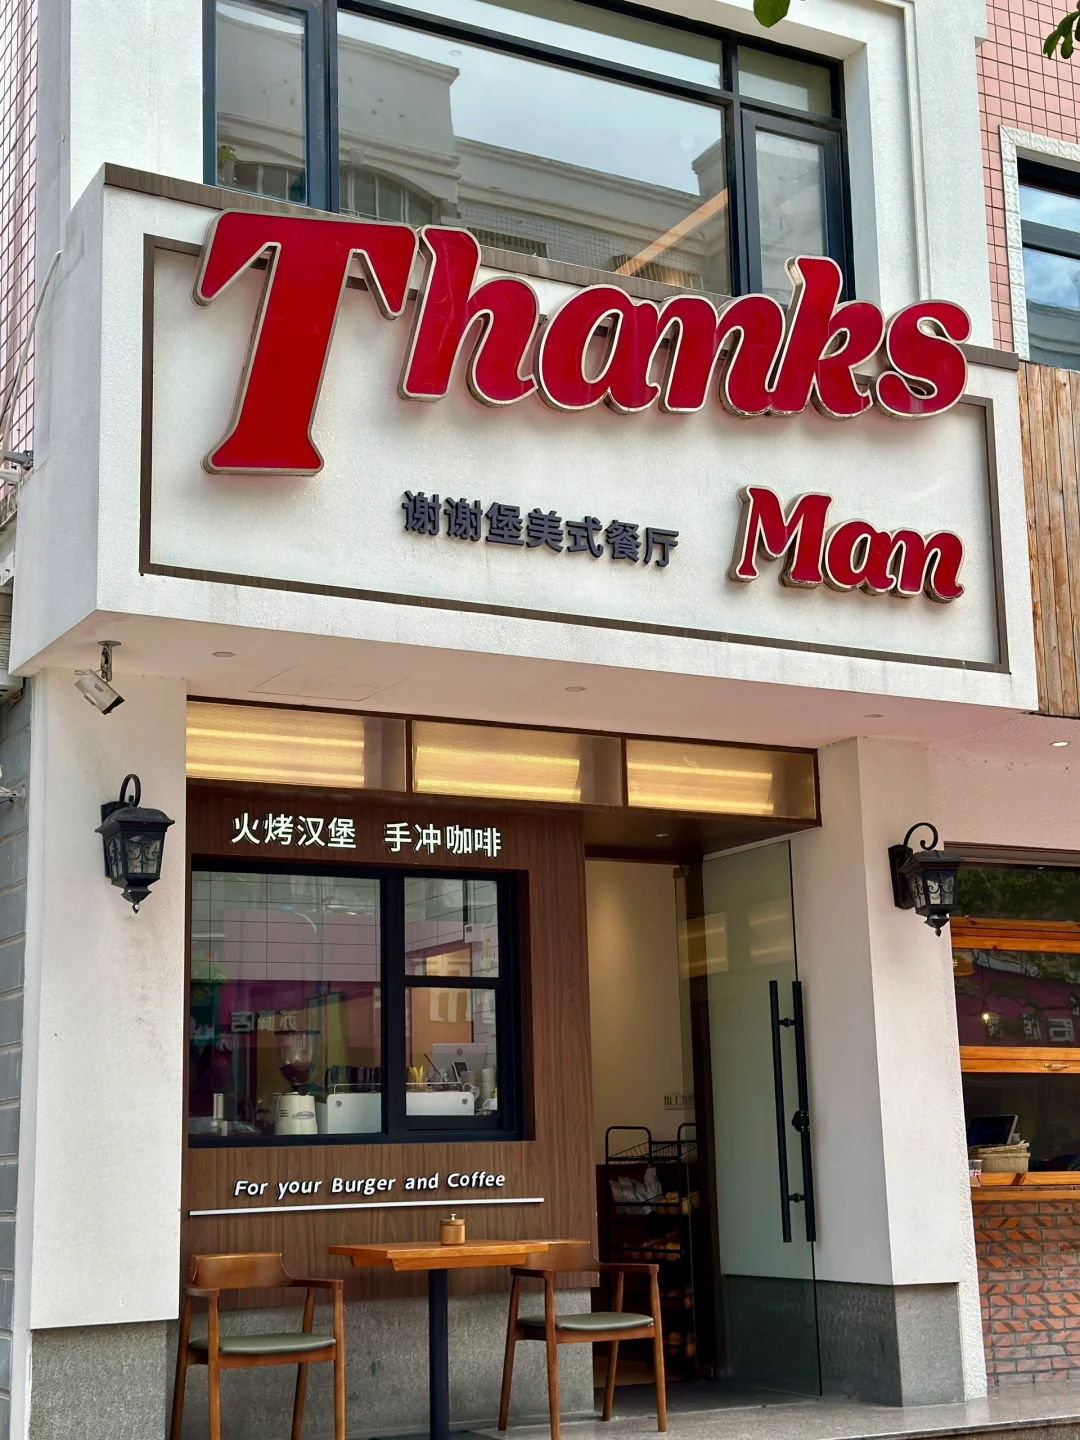 Thanks
谢谢堡美式餐厅
Man
火烤汉堡 手冲咖啡
For your Burger and Coffee